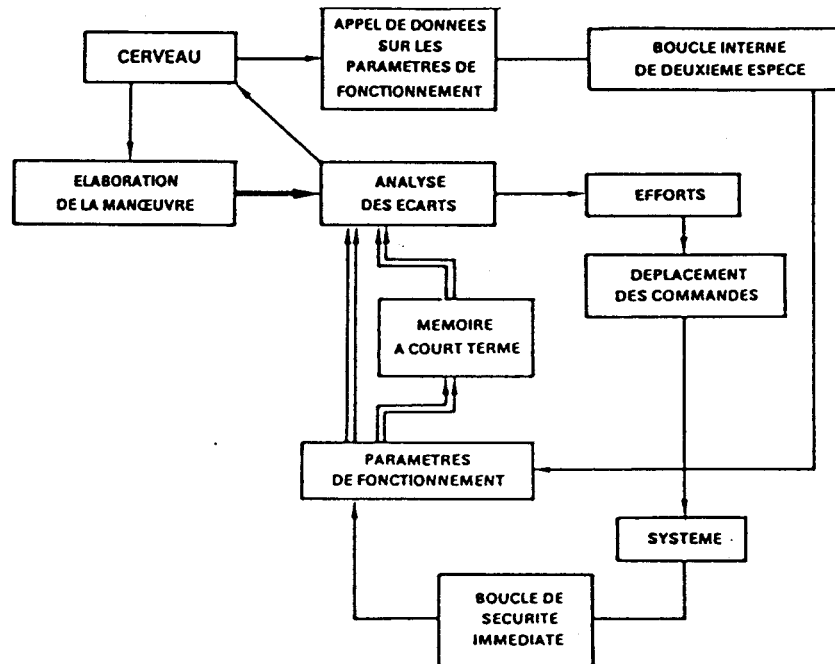 CERVEAU
APPEL DE DONNEES
SUR LES
PARAMETRES DE
FONCTIONNEMENT
BOUCLE INTERNE
DE DEUXIEME ESPECE
ELABORATION
DE LA MANŒUVRE
ANALYSE
DES ECARTS
EFFORTS
DEPLACEMENT
DES COMMANDES
MEMOIRE
A COURT TERME
PARAMETRES
DE FONCTIONNEMENT
SYSTEME
BOUCLE DE
SECURITE
IMMEDIATE